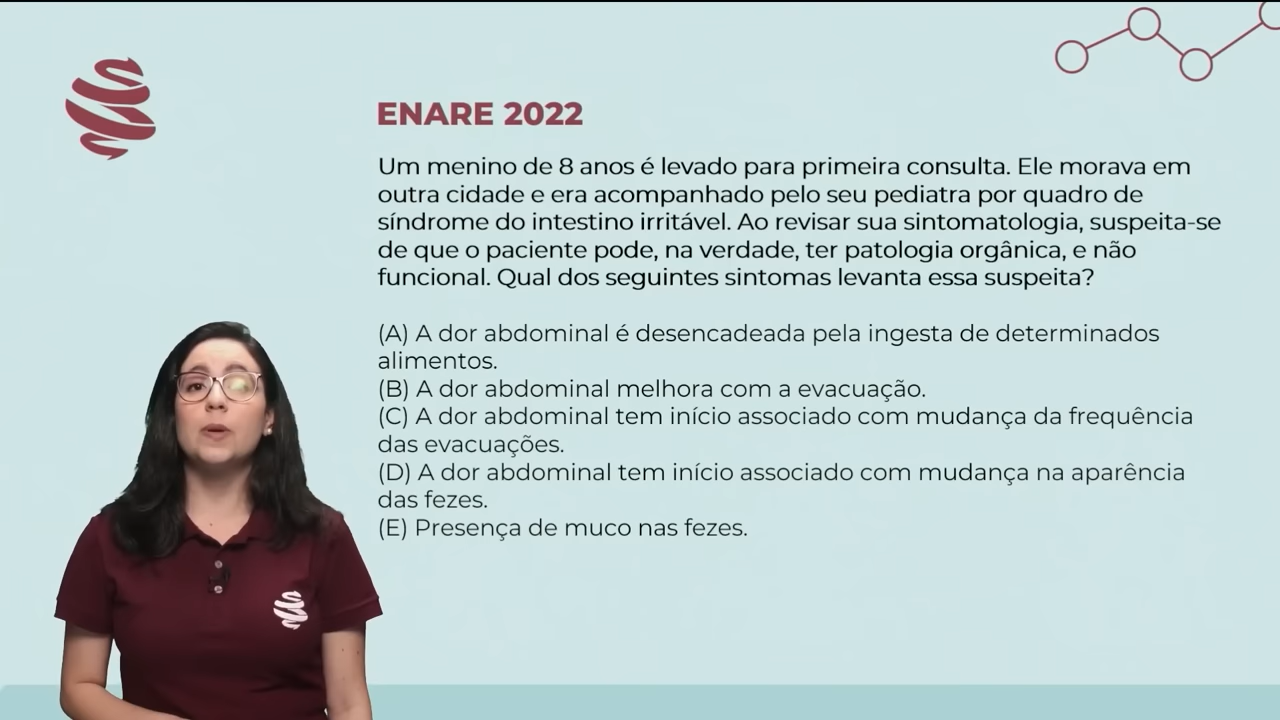 ENARE 2022
Um menino de 8 anos é levado para primeira consulta. Ele morava em
outra cidade e era acompanhado pelo seu pediatra por quadro de
síndrome do intestino irritável. Ao revisar sua sintomatologia, suspeita-se
de que o paciente pode, na verdade, ter patologia orgânica, e não
funcional. Qual dos seguintes sintomas levanta essa suspeita?
(A) A dor abdominal é desencadeada pela ingesta de determinados
alimentos.
(B) A dor abdominal melhora com a evacuação.
(C) A dor abdominal tem início associado com mudança da frequência
das evacuações.
(D) A dor abdominal tem início associado com mudança na aparência
das fezes.
(E) Presença de muco nas fezes.